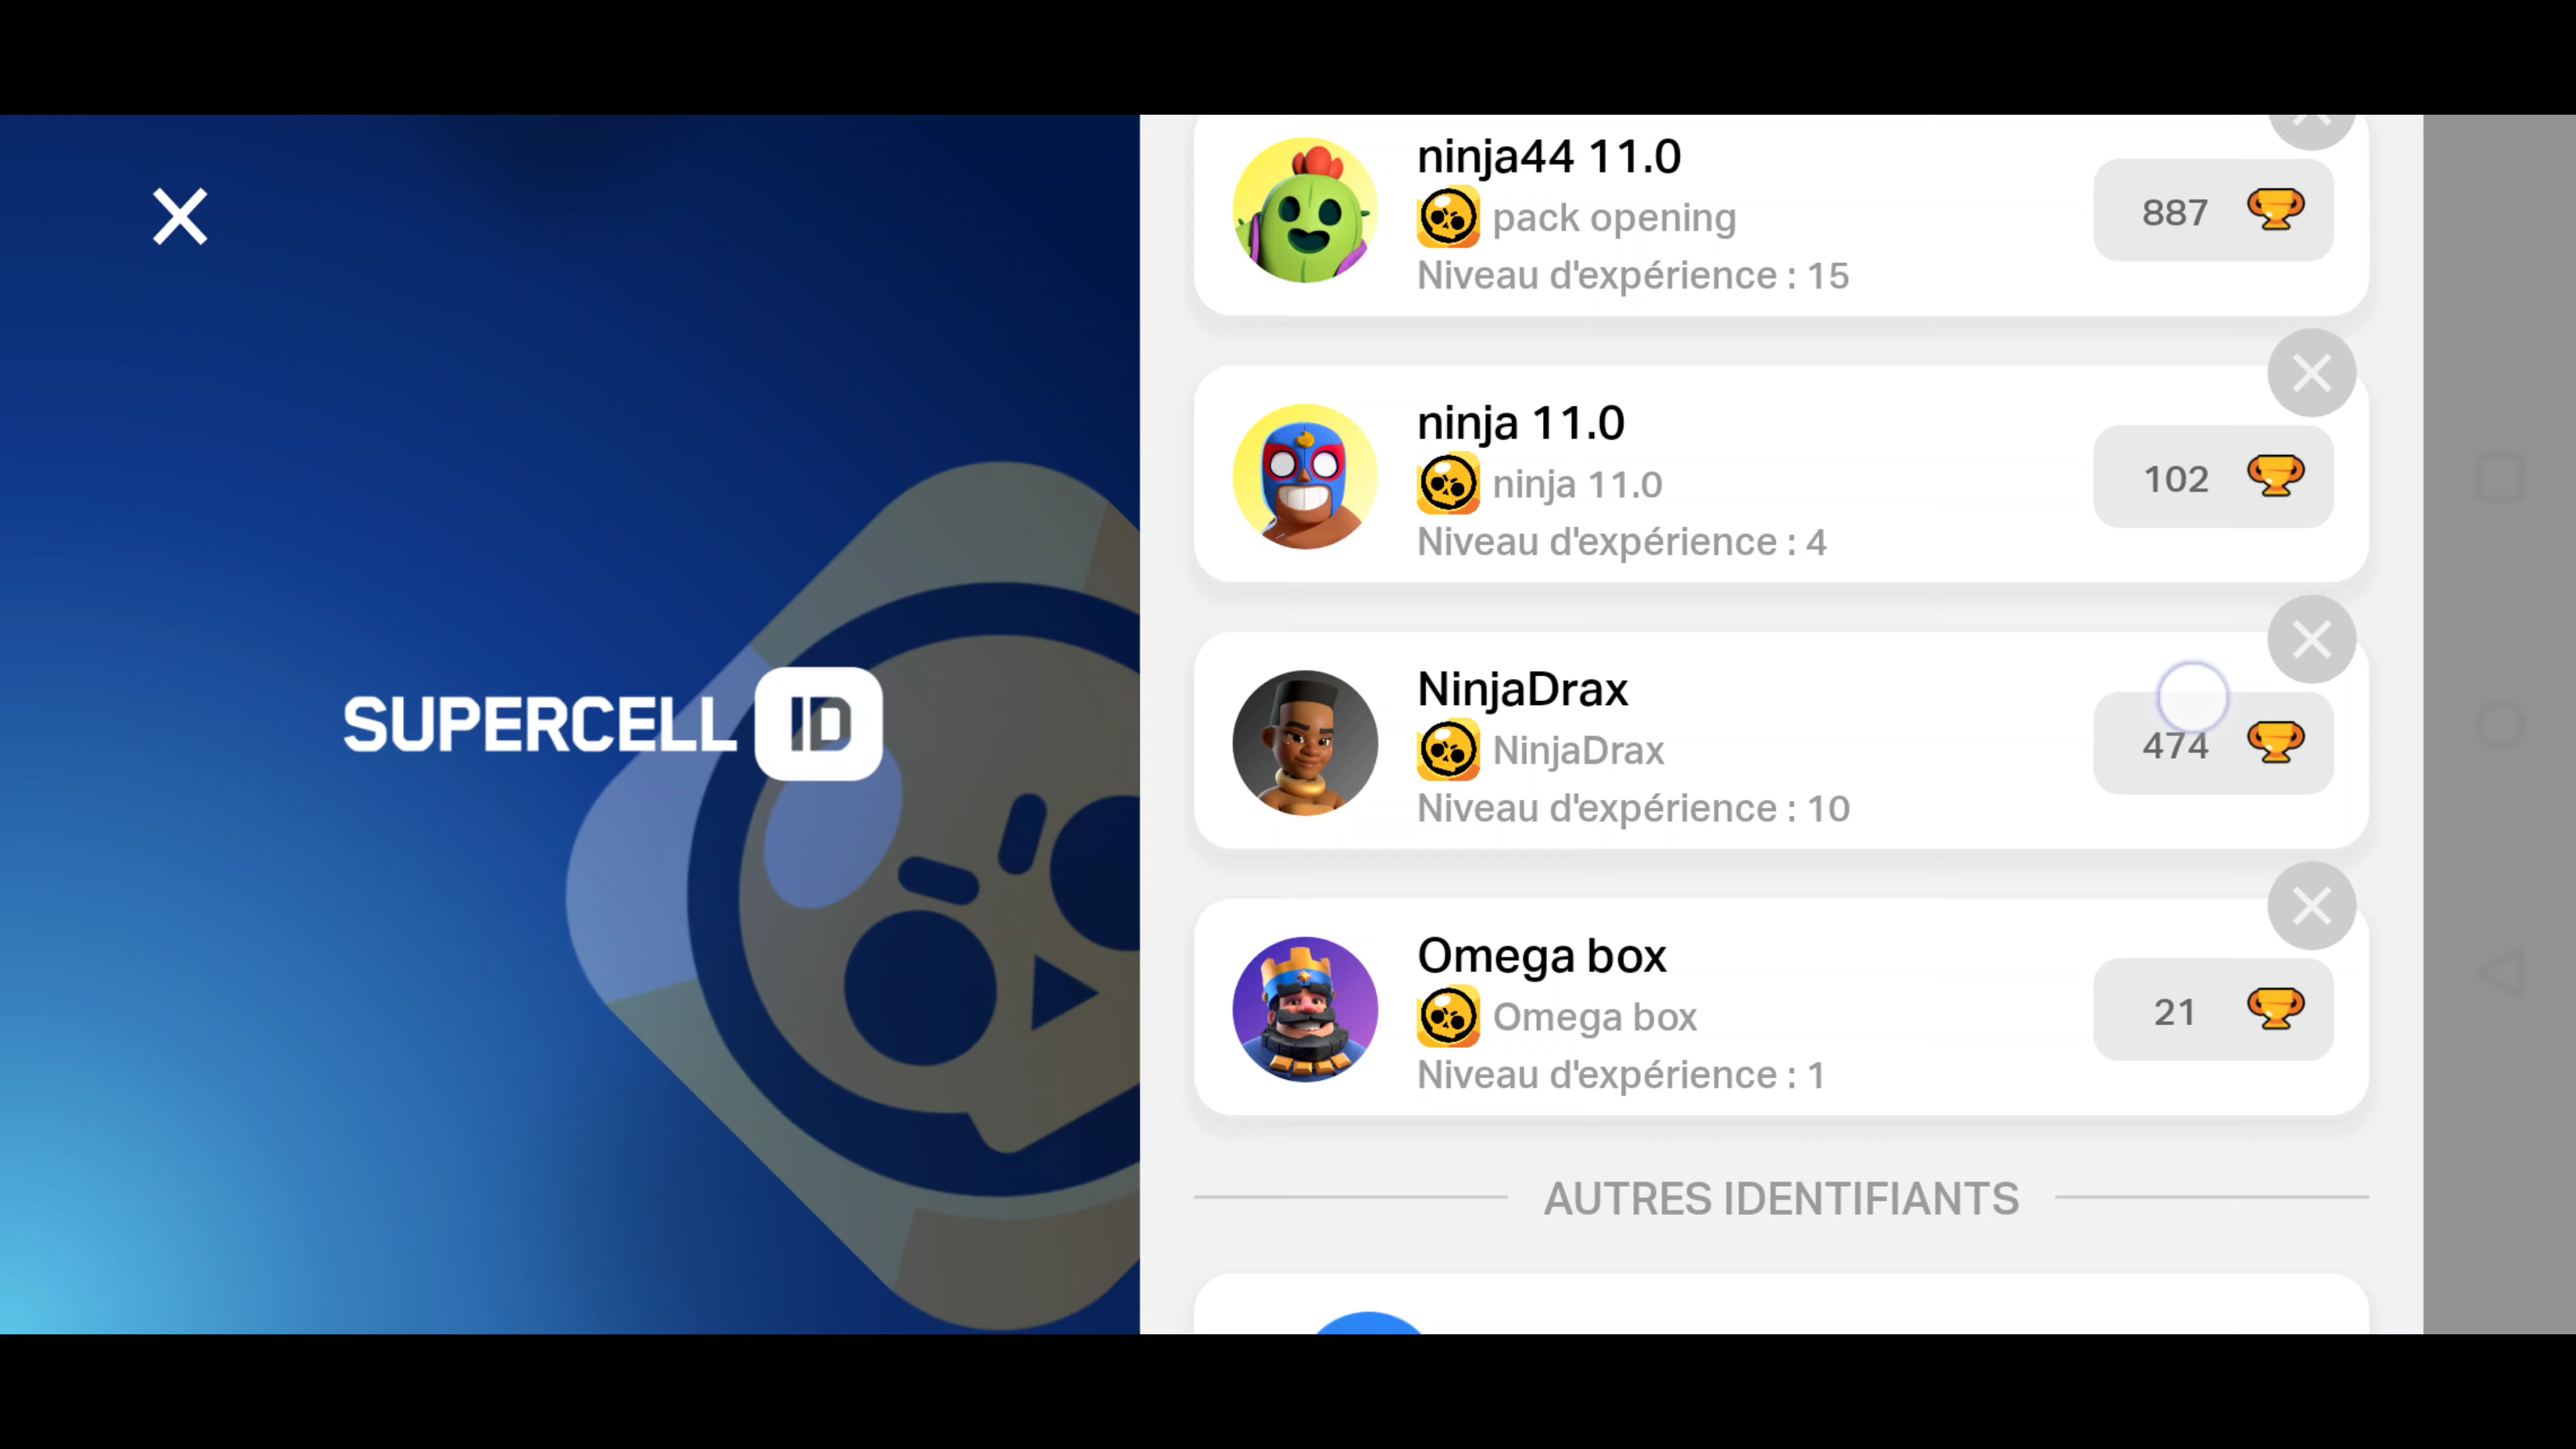 SUPERCELL ID
ninja44 11.0
pack opening
Niveau d'expérience : 15
887
ninja 11.0
ninja 11.0
Niveau d'expérience : 4
102
NinjaDrax
NinjaDrax
Niveau d'expérience : 10
474
Omega box
Omega box
Niveau d'expérience : 1
21
AUTRES IDENTIFIANTS